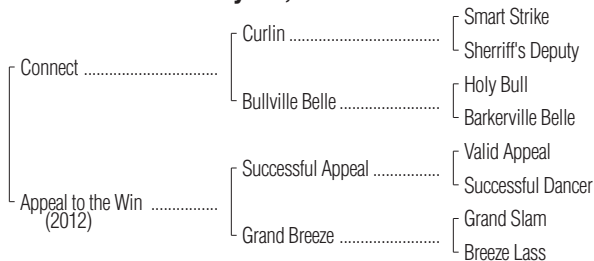 Smart Strike
Curlin
Sherriff's Deputy
Connect
Holy Bull
Bullville Belle
Barkerville Belle
Valid Appeal
Successful Appeal
Successful Dancer
Appeal to the Win
(2012)
Grand Slam
Grand Breeze
Breeze Lass